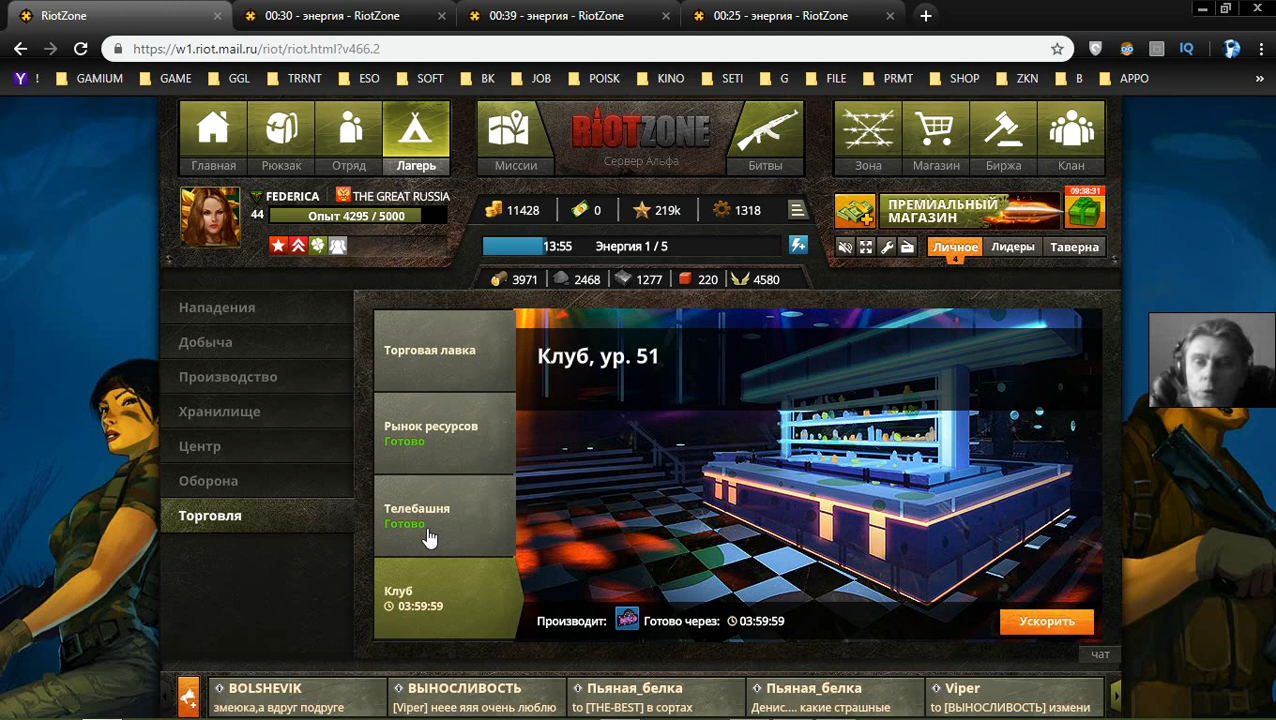 RiotZone
00:30 - энергия - RiotZone
00:39 - энергия - RiotZone
00:25 - энергия - RiotZone
https://w1.riot.mail.ru/riot/riot.html?v466.2
IQ
Y ! GAMIUM GAME GGL TRRNT ESO SOFT BK JOB POISK KINO SETI G FILE PRMT SHOP ZKN B APPO »
Главная Рюкзак Отряд Лагерь Миссии Битвы Зона Магазин Биржа Клан
RIOTZONE
Сервер Альфа
FEDERICA THE GREAT RUSSIA
44
Опыт 4295 / 5000
11428 0 219k 1318
13:55 Энергия 1 / 5
ПРЕМИАЛЬНЫЙ
МАГАЗИН
09:38:31
Личное Лидеры Таверна
4
3971 2468 1277 220 4580
Нападения
Добыча
Производство
Хранилище
Центр
Оборона
Торговля
Торговая лавка
Рынок ресурсов
Готово
Телебашня
Готово
Клуб
03:59:59
Клуб, ур. 51
Производит: Готово через: 03:59:59
Ускорить
чат
BOLSHEVIK
змеюка,а вдруг подруге
ВЫНОСЛИВОСТЬ
[Viper] неее яяя очень люблю
Пьяная_белка
to [THE-BEST] в сортах
Пьяная_белка
Денис.... какие страшные
Viper
to [ВЫНОСЛИВОСТЬ] измени